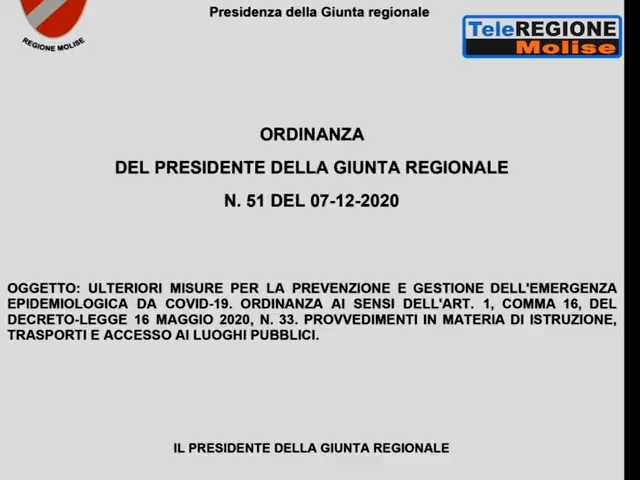 Presidenza della Giunta regionale
REGIONE MOLISE
TeleREGIONE
Molise
ORDINANZA
DEL PRESIDENTE DELLA GIUNTA REGIONALE
N. 51 DEL 07-12-2020
OGGETTO: ULTERIORI MISURE PER LA PREVENZIONE E GESTIONE DELL'EMERGENZA
EPIDEMIOLOGICA DA COVID-19. ORDINANZA AI SENSI DELL'ART. 1, COMMA 16, DEL
DECRETO-LEGGE 16 MAGGIO 2020, N. 33. PROVVEDIMENTI IN MATERIA DI ISTRUZIONE,
TRASPORTI E ACCESSO AI LUOGHI PUBBLICI.
IL PRESIDENTE DELLA GIUNTA REGIONALE